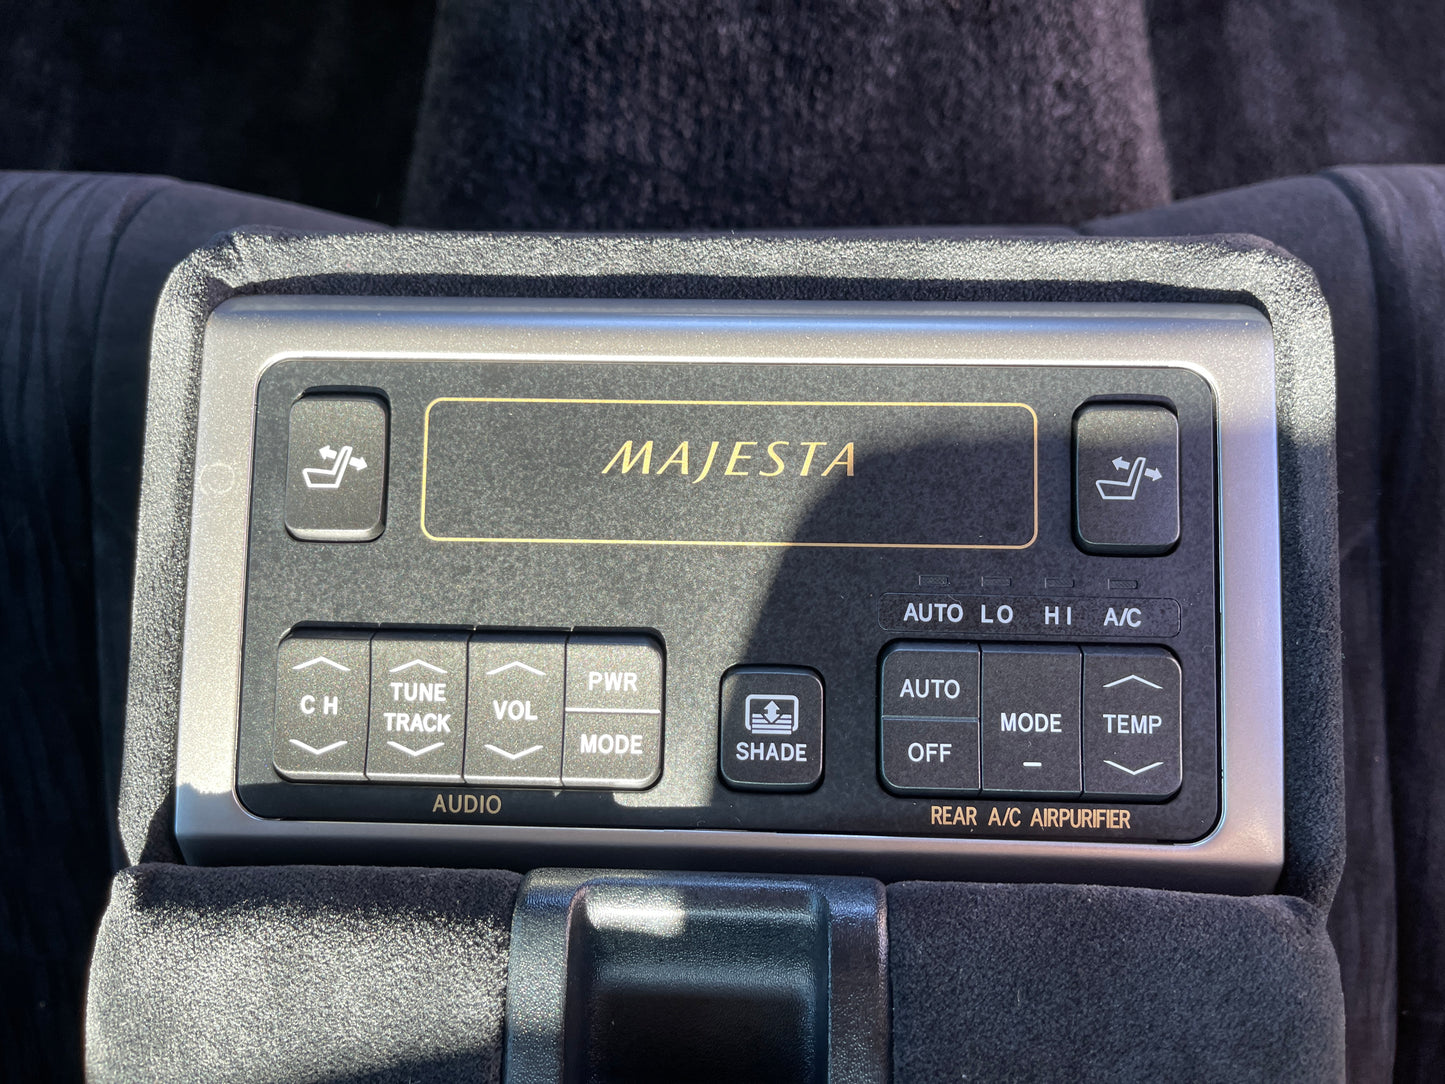 MAJESTA
AUTO LO HI A/C
CH
TUNE
TRACK
VOL
PWR
MODE
AUDIO
SHADE
AUTO
OFF
MODE
TEMP
REAR A/C AIRPURIFIER